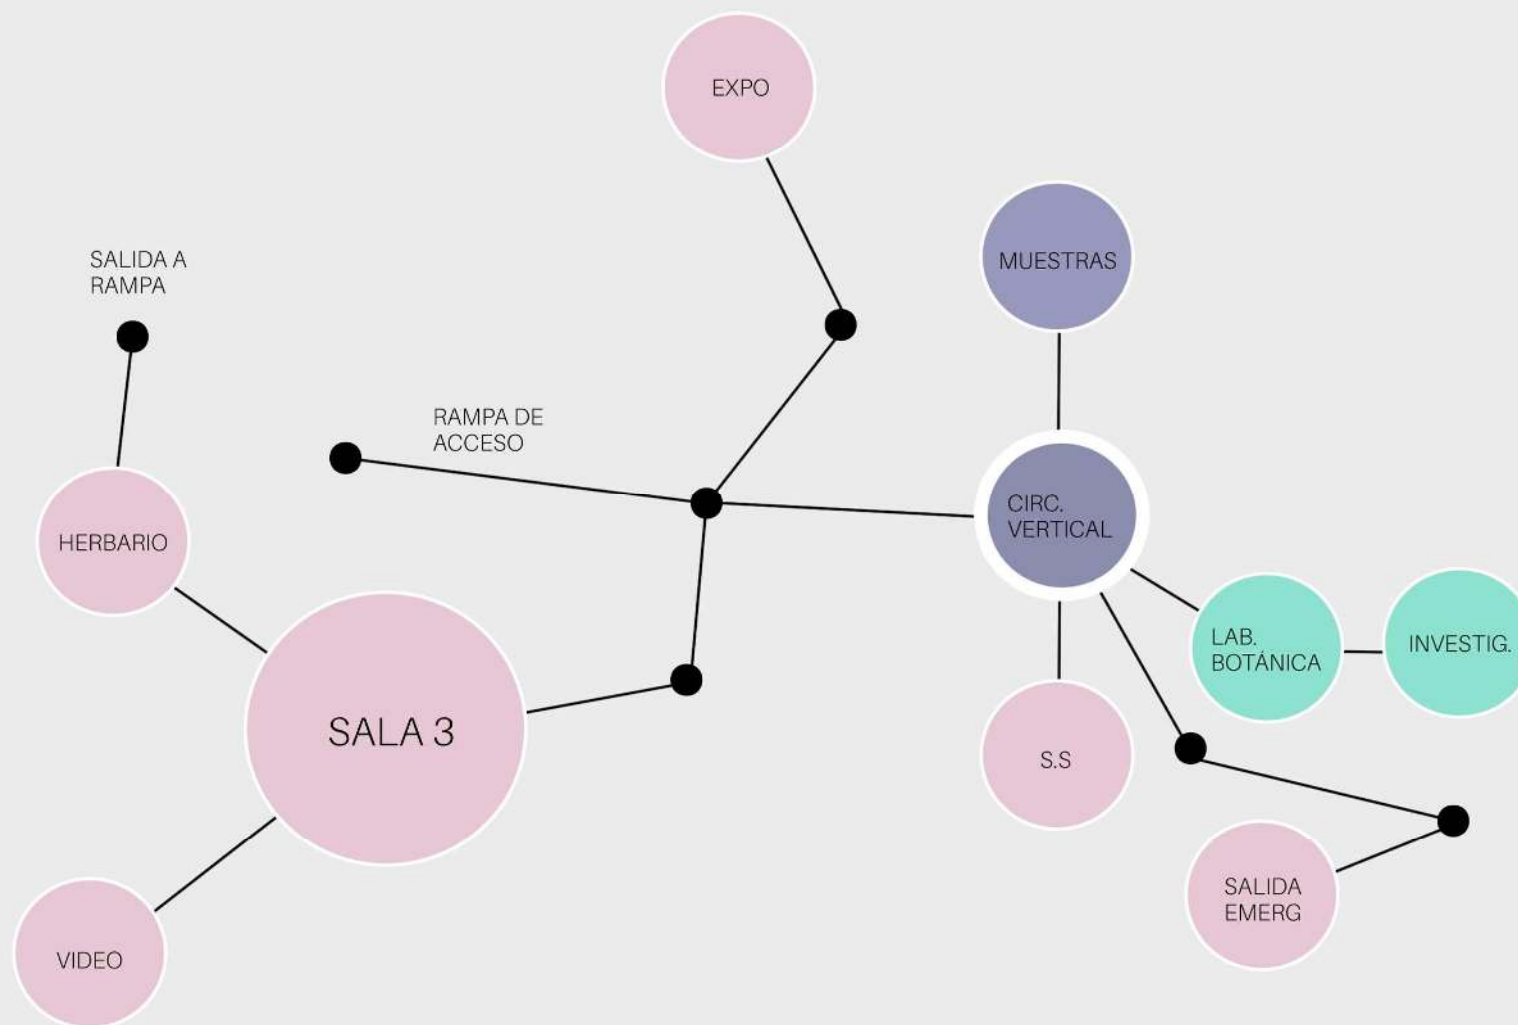 EXPO
MUESTRAS
SALIDA A
RAMPA
RAMPA DE
ACCESO
CIRC.
VERTICAL
HERBARIO
LAB.
BOTÁNICA
INVESTIG.
SALA 3
S.S
SALIDA
EMERG
VIDEO